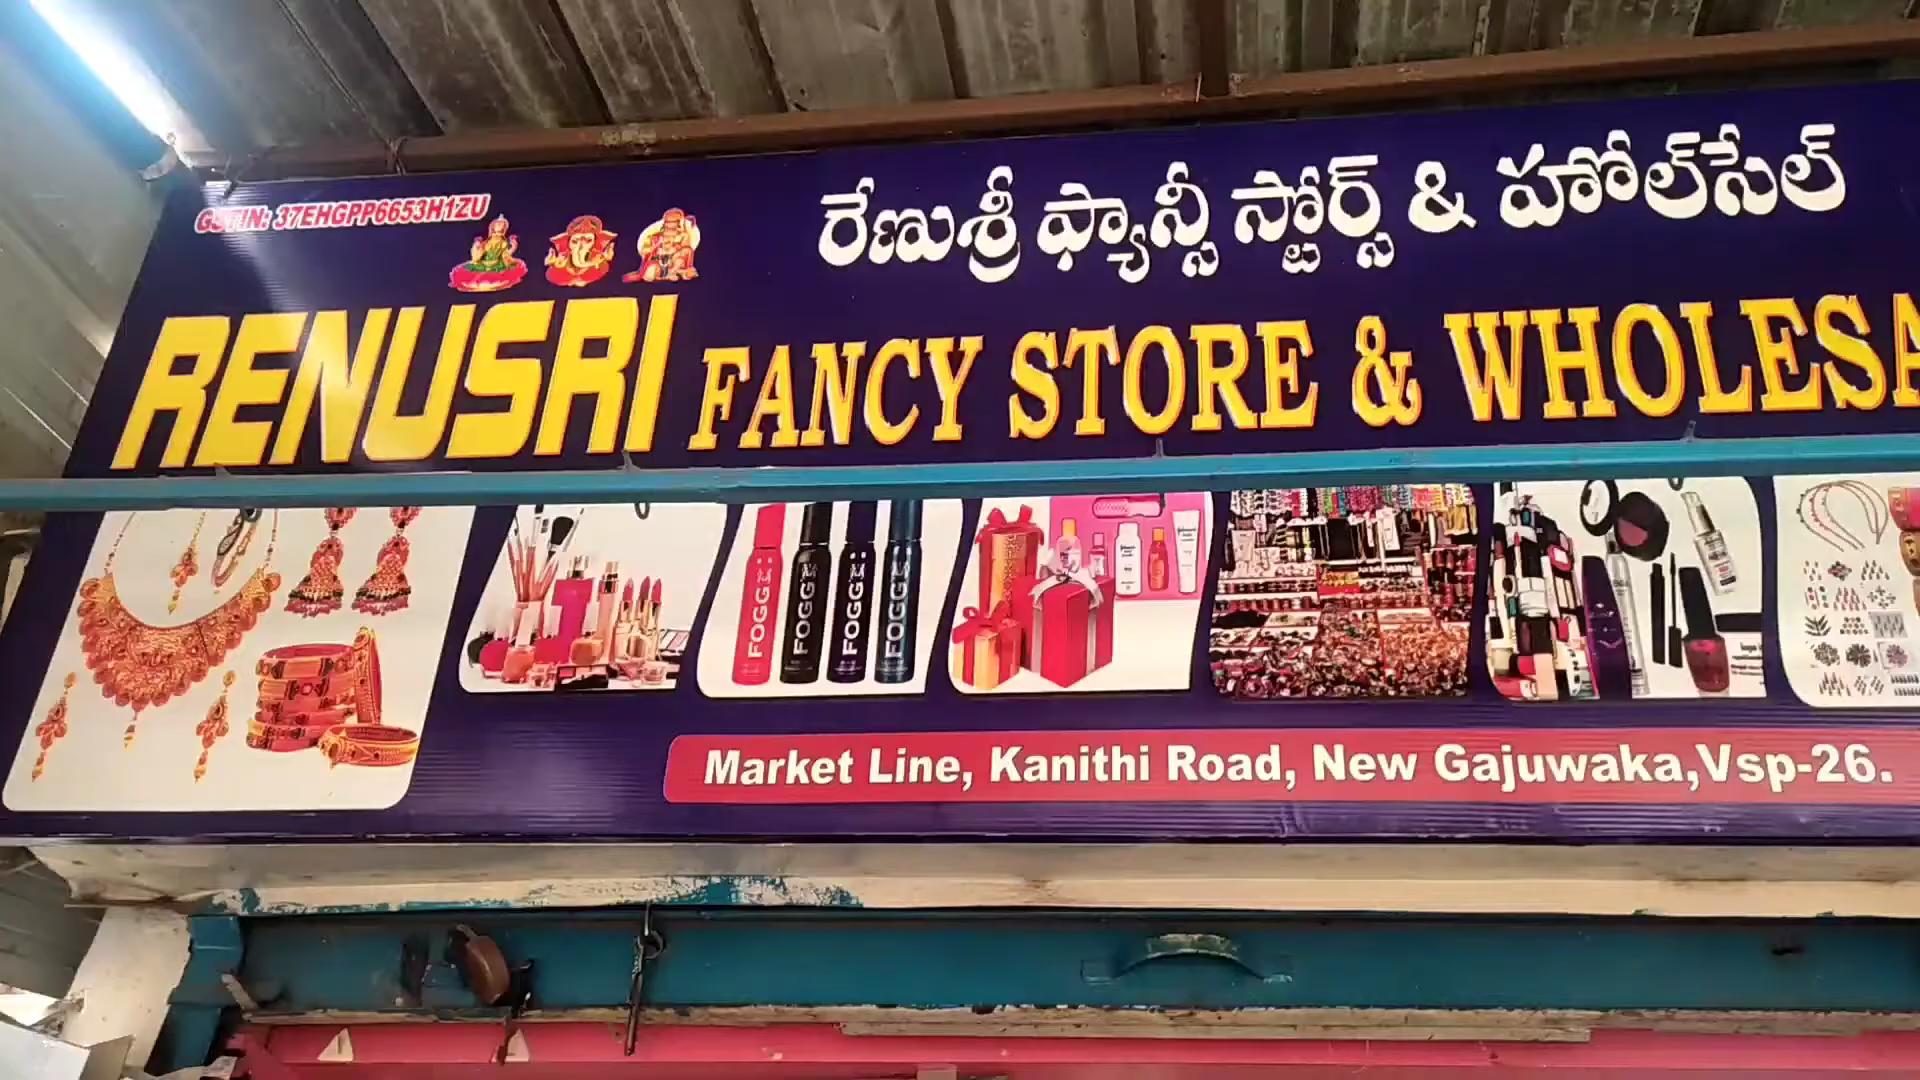 GSTIN: 37EHGPP6653H1ZU
రేణుశ్రీ ఫ్యాన్సీ స్టోర్స్ & హోల్‌సేల్
RENUSRI FANCY STORE & WHOLESA
FOGG FOGG FOGG FOGG
Market Line, Kanithi Road, New Gajuwaka,Vsp-26.